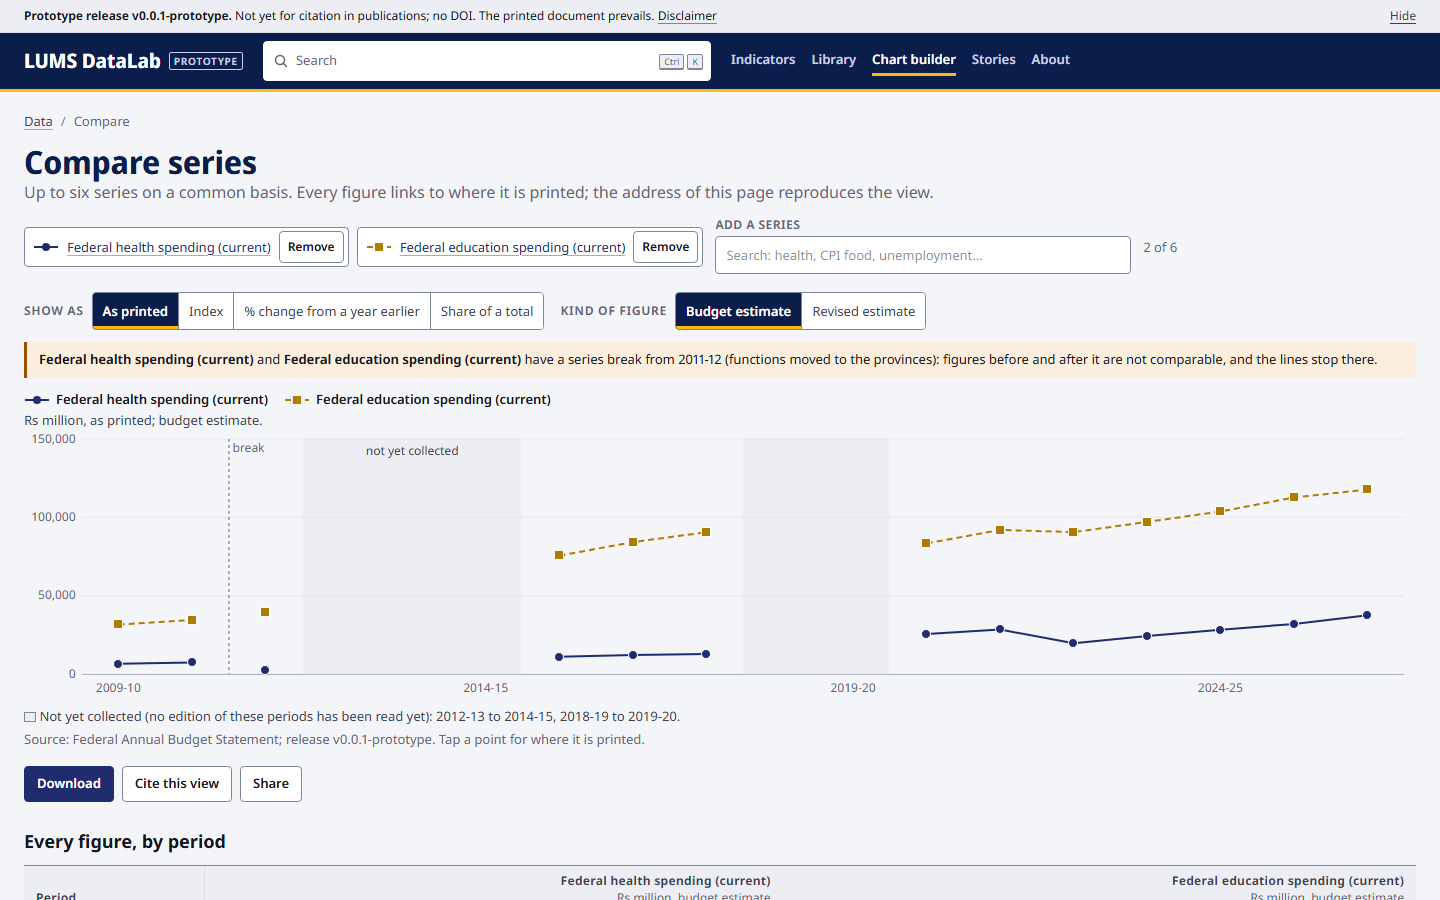 Prototype release v0.0.1-prototype. Not yet for citation in publications; no DOI. The printed document prevails. Disclaimer
Hide
LUMS DataLab PROTOTYPE
Search
Ctrl K
Indicators Library Chart builder Stories About
Data / Compare
Compare series
Up to six series on a common basis. Every figure links to where it is printed; the address of this page reproduces the view.
ADD A SERIES
Federal health spending (current) Remove
Federal education spending (current) Remove
Search: health, CPI food, unemployment...
2 of 6
SHOW AS As printed Index % change from a year earlier Share of a total
KIND OF FIGURE Budget estimate Revised estimate
Federal health spending (current) and Federal education spending (current) have a series break from 2011-12 (functions moved to the provinces): figures before and after it are not comparable, and the lines stop there.
Federal health spending (current) Federal education spending (current)
Rs million, as printed; budget estimate.
150,000
break
not yet collected
100,000
50,000
0
2009-10 2014-15 2019-20 2024-25
Not yet collected (no edition of these periods has been read yet): 2012-13 to 2014-15, 2018-19 to 2019-20.
Source: Federal Annual Budget Statement; release v0.0.1-prototype. Tap a point for where it is printed.
Download Cite this view Share
Every figure, by period
Federal health spending (current) Federal education spending (current)
Period Rs million, budget estimate Rs million, budget estimate